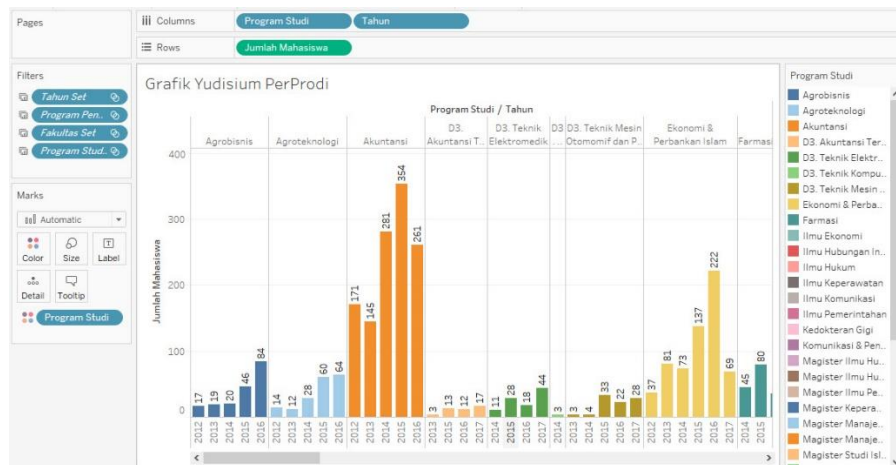 Pages
Columns
Program Studi
Tahun
Rows
Jumlah Mahasiswa
Filters
Tahun Set
Program Pen..
Fakultas Set
Program Stud..
Marks
Automatic
Color
Size
Label
Detail
Tooltip
Program Studi
Grafik Yudisium PerProdi
Program Studi / Tahun
Agrobisnis
Agroteknologi
Akuntansi
D3.
Akuntansi T..
D3. Teknik
Elektromedik
D3
...
D3. Teknik Mesin
Otomomif dan P..
Ekonomi &
Perbankan Islam
Farmasi
Jumlah Mahasiswa
400
300
200
100
0
17 19 20 46 84
14 12 28 60 64
171 145 281 354 261
3 13 12 17
11 28 18 44
3
3 4 33 22 28
37 81 73 137 222 69
45 80
2012 2013 2014 2015 2016
2012 2013 2014 2015 2016
2012 2013 2014 2015 2016
2013 2015 2016 2017
2014 2015 2016 2017
2014
2013 2014 2015 2016 2017
2012 2013 2014 2015 2016 2017
2014 2015
Program Studi
Agrobisnis
Agroteknologi
Akuntansi
D3. Akuntansi Ter..
D3. Teknik Elektr..
D3. Teknik Kompu..
D3. Teknik Mesin ..
Ekonomi & Perba..
Farmasi
Ilmu Ekonomi
Ilmu Hubungan In..
Ilmu Hukum
Ilmu Keperawatan
Ilmu Komunikasi
Ilmu Pemerintahan
Kedokteran Gigi
Komunikasi & Pen..
Magister Ilmu Hu..
Magister Ilmu Hu..
Magister Ilmu Pe..
Magister Kepera..
Magister Manaje..
Magister Manaje..
Magister Studi Isl..